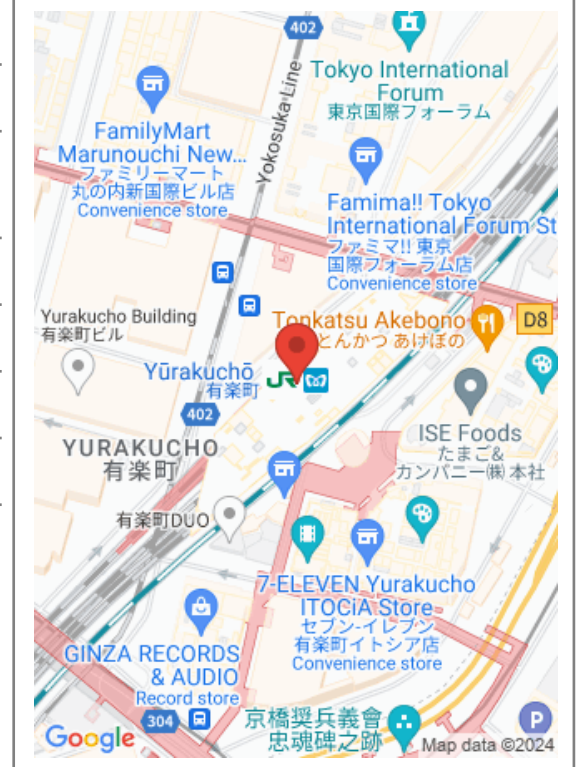 402
Yokosuka Line
Tokyo International
Forum
東京国際フォーラム
FamilyMart
Marunouchi New...
ファミリーマート
丸の内新国際ビル店
Convenience store
Famima!! Tokyo
International Forum St
ファミマ!! 東京
国際フォーラム店
Convenience store
Yurakucho Building
有楽町ビル
Tonkatsu Akebono
とんかつ あけぼの
D8
Yūrakuchō
有楽町
JR
402
YURAKUCHO
有楽町
ISE Foods
たまご&
カンパニー㈱ 本社
有楽町DUO
7-ELEVEN Yurakucho
ITOCiA Store
セブン-イレブン
有楽町イトシア店
Convenience store
GINZA RECORDS
& AUDIO
Record store
304
京橋奨兵義會
忠魂碑之跡
P
Google
Map data ©2024